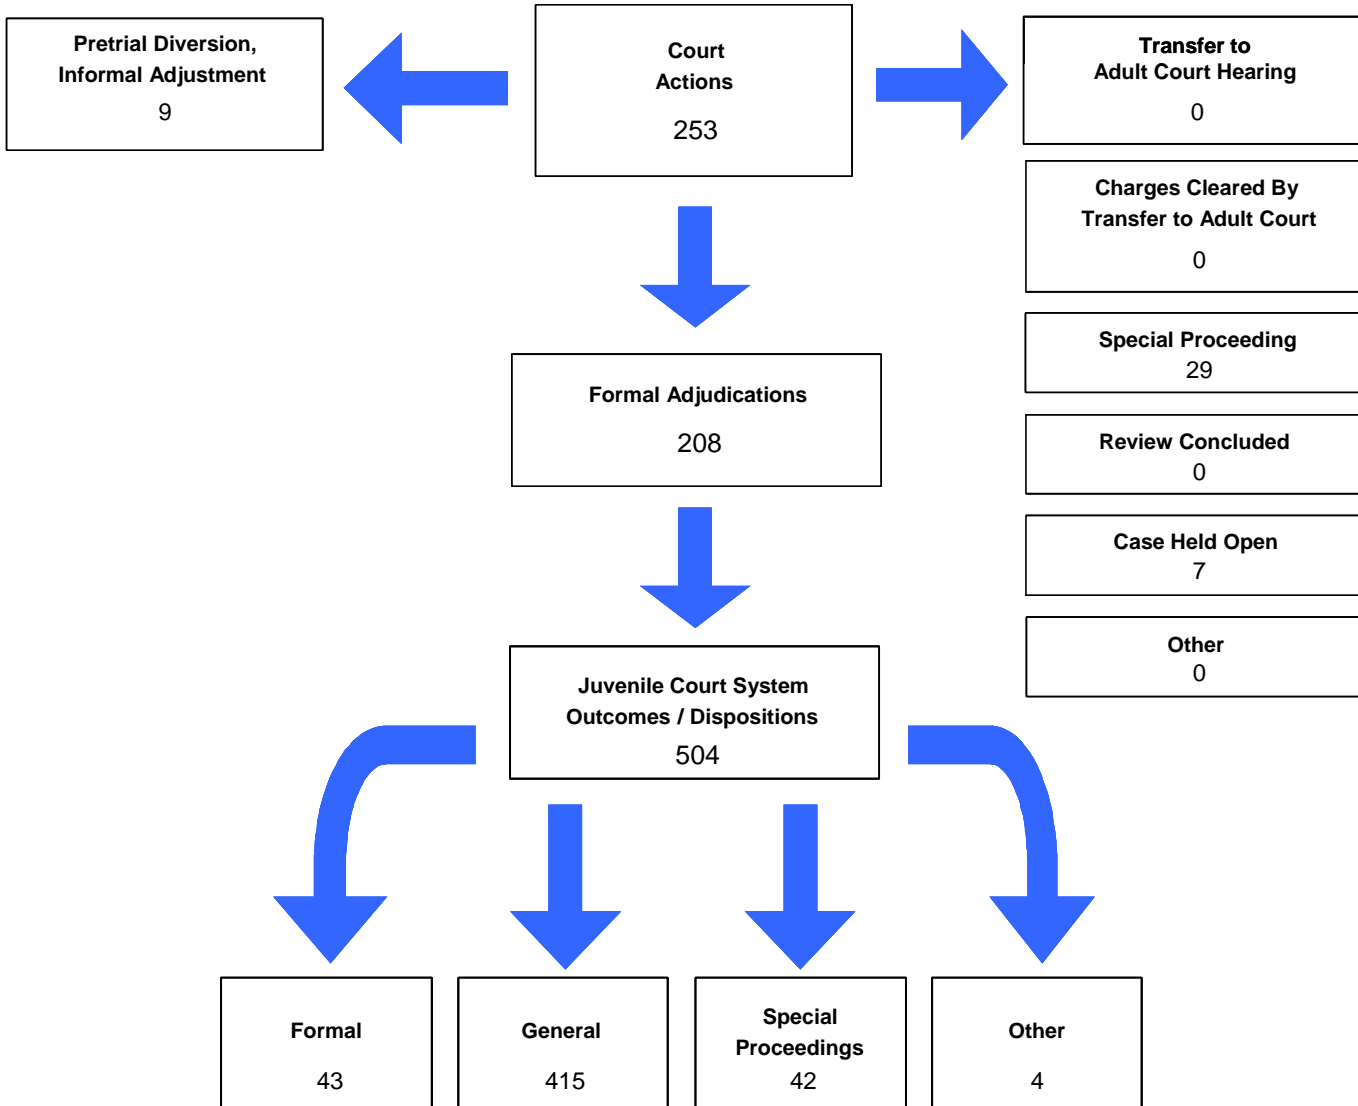 Pretrial Diversion,
Informal Adjustment
9
Court
Actions
253
Transfer to
Adult Court Hearing
0
Charges Cleared By
Transfer to Adult Court
0
Special Proceeding
29
Review Concluded
0
Case Held Open
7
Other
0
Formal Adjudications
208
Juvenile Court System
Outcomes / Dispositions
504
Formal
43
General
415
Special
Proceedings
42
Other
4